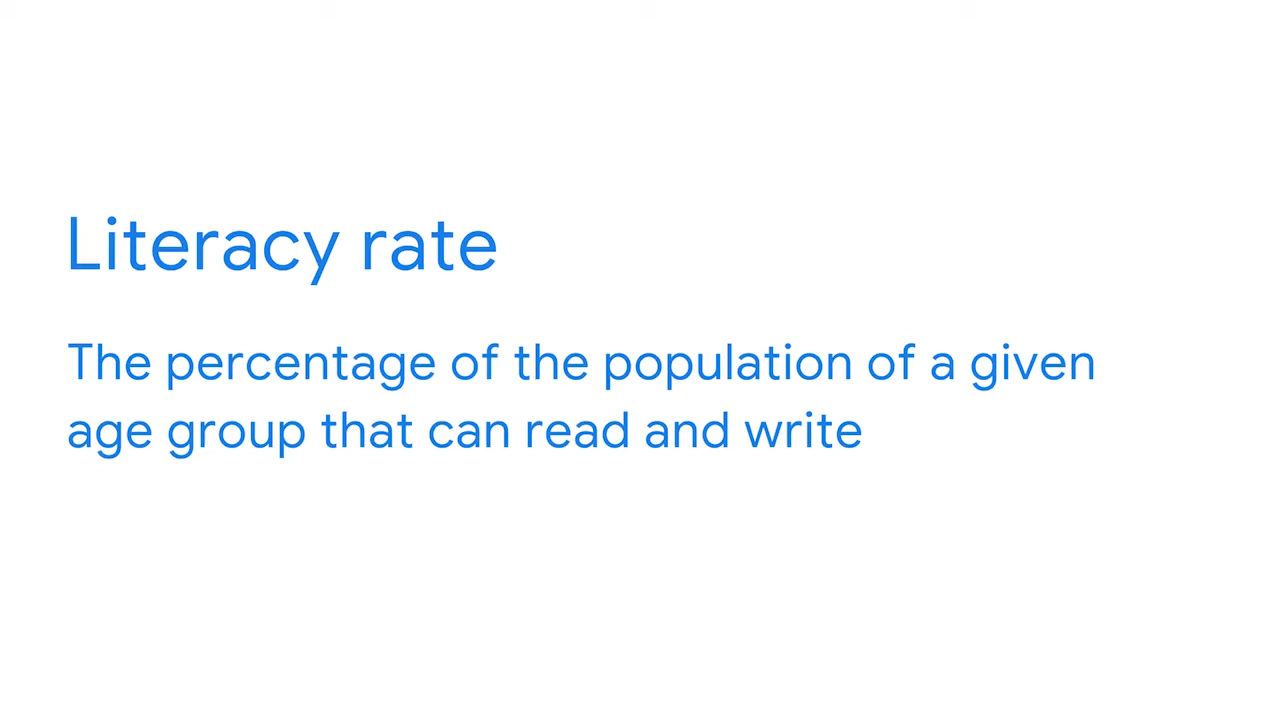 Literacy rate
The percentage of the population of a given
age group that can read and write